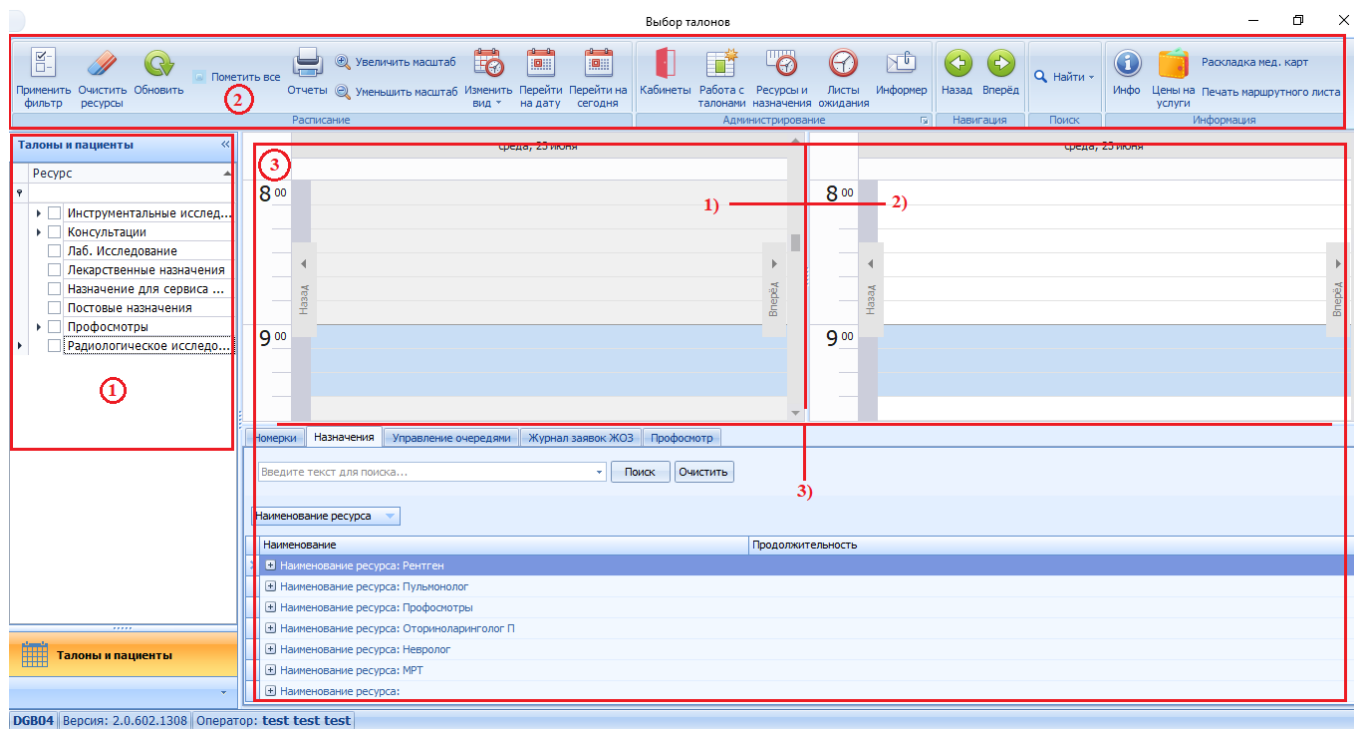 Выбор талонов
Применить фильтр
Очистить ресурсы
Обновить
Пометить все
2
Отчеты
Увеличить масштаб
Уменьшить масштаб
Изменить вид
Перейти на дату
Перейти на сегодня
Кабинеты
Работа с талонами
Ресурсы и назначения
Листы ожидания
Информер
Назад
Вперёд
Найти
Инфо
Цены на услуги
Раскладка мед. карт
Печать маршрутного листа
Расписание
Администрирование
Навигация
Поиск
Информация
Талоны и пациенты
Ресурс
Инструментальные исслед...
Консультации
Лаб. Исследование
Лекарственные назначения
Назначение для сервиса ...
Постовые назначения
Профосмотры
Радиологическое исследо...
1
Талоны и пациенты
3
среда, 25 июня
8 00
9 00
Назад
Вперёд
1)
2)
среда, 25 июня
8 00
9 00
Назад
Вперёд
Номерки
Назначения
Управление очередями
Журнал заявок ЖОЗ
Профосмотр
Введите текст для поиска...
Поиск
Очистить
3)
Наименование ресурса
Наименование
Продолжительность
Наименование ресурса: Рентген
Наименование ресурса: Пульмонолог
Наименование ресурса: Профосмотры
Наименование ресурса: Оториноларинголог П
Наименование ресурса: Невролог
Наименование ресурса: МРТ
Наименование ресурса:
DGB04 Версия: 2.0.602.1308 Оператор: test test test